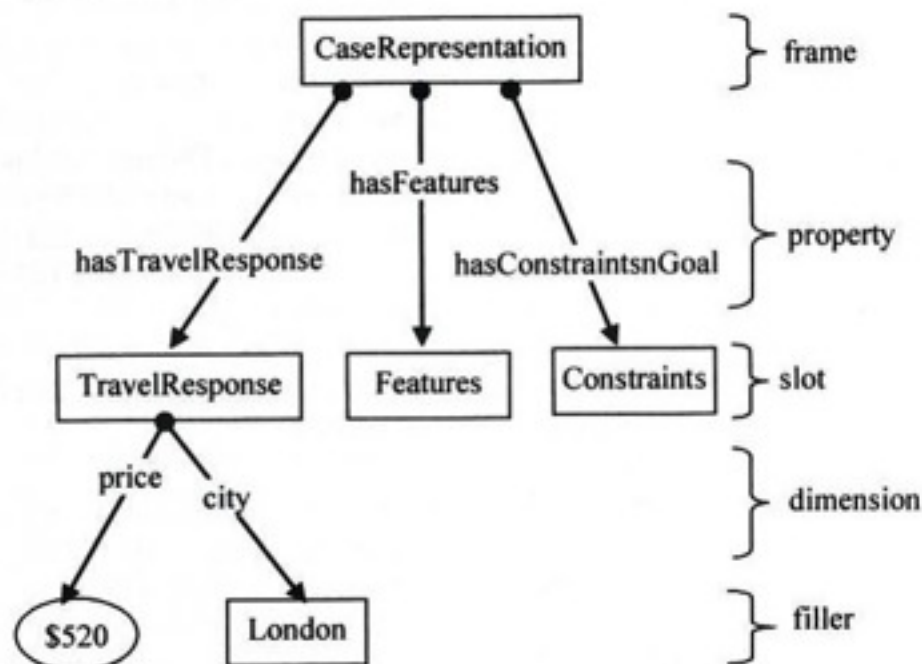 CaseRepresentation
frame
hasFeatures
property
hasTravelResponse
hasConstraintsnGoal
TravelResponse
Features
Constraints
slot
price
city
dimension
$520
London
filler